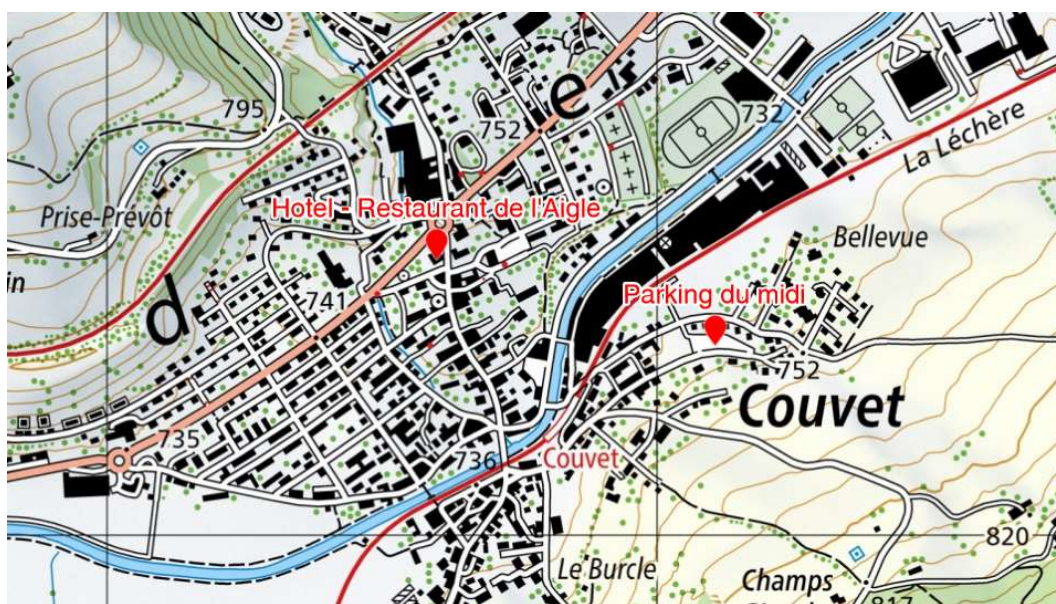 795
752
e
732
La Léchère
Prise-Prévôt
Hotel - Restaurant de l'Aigle
Bellevue
in
741
d
Parking du midi
752
Couvet
735
736
Couvet
820
Le Burcle
Champs